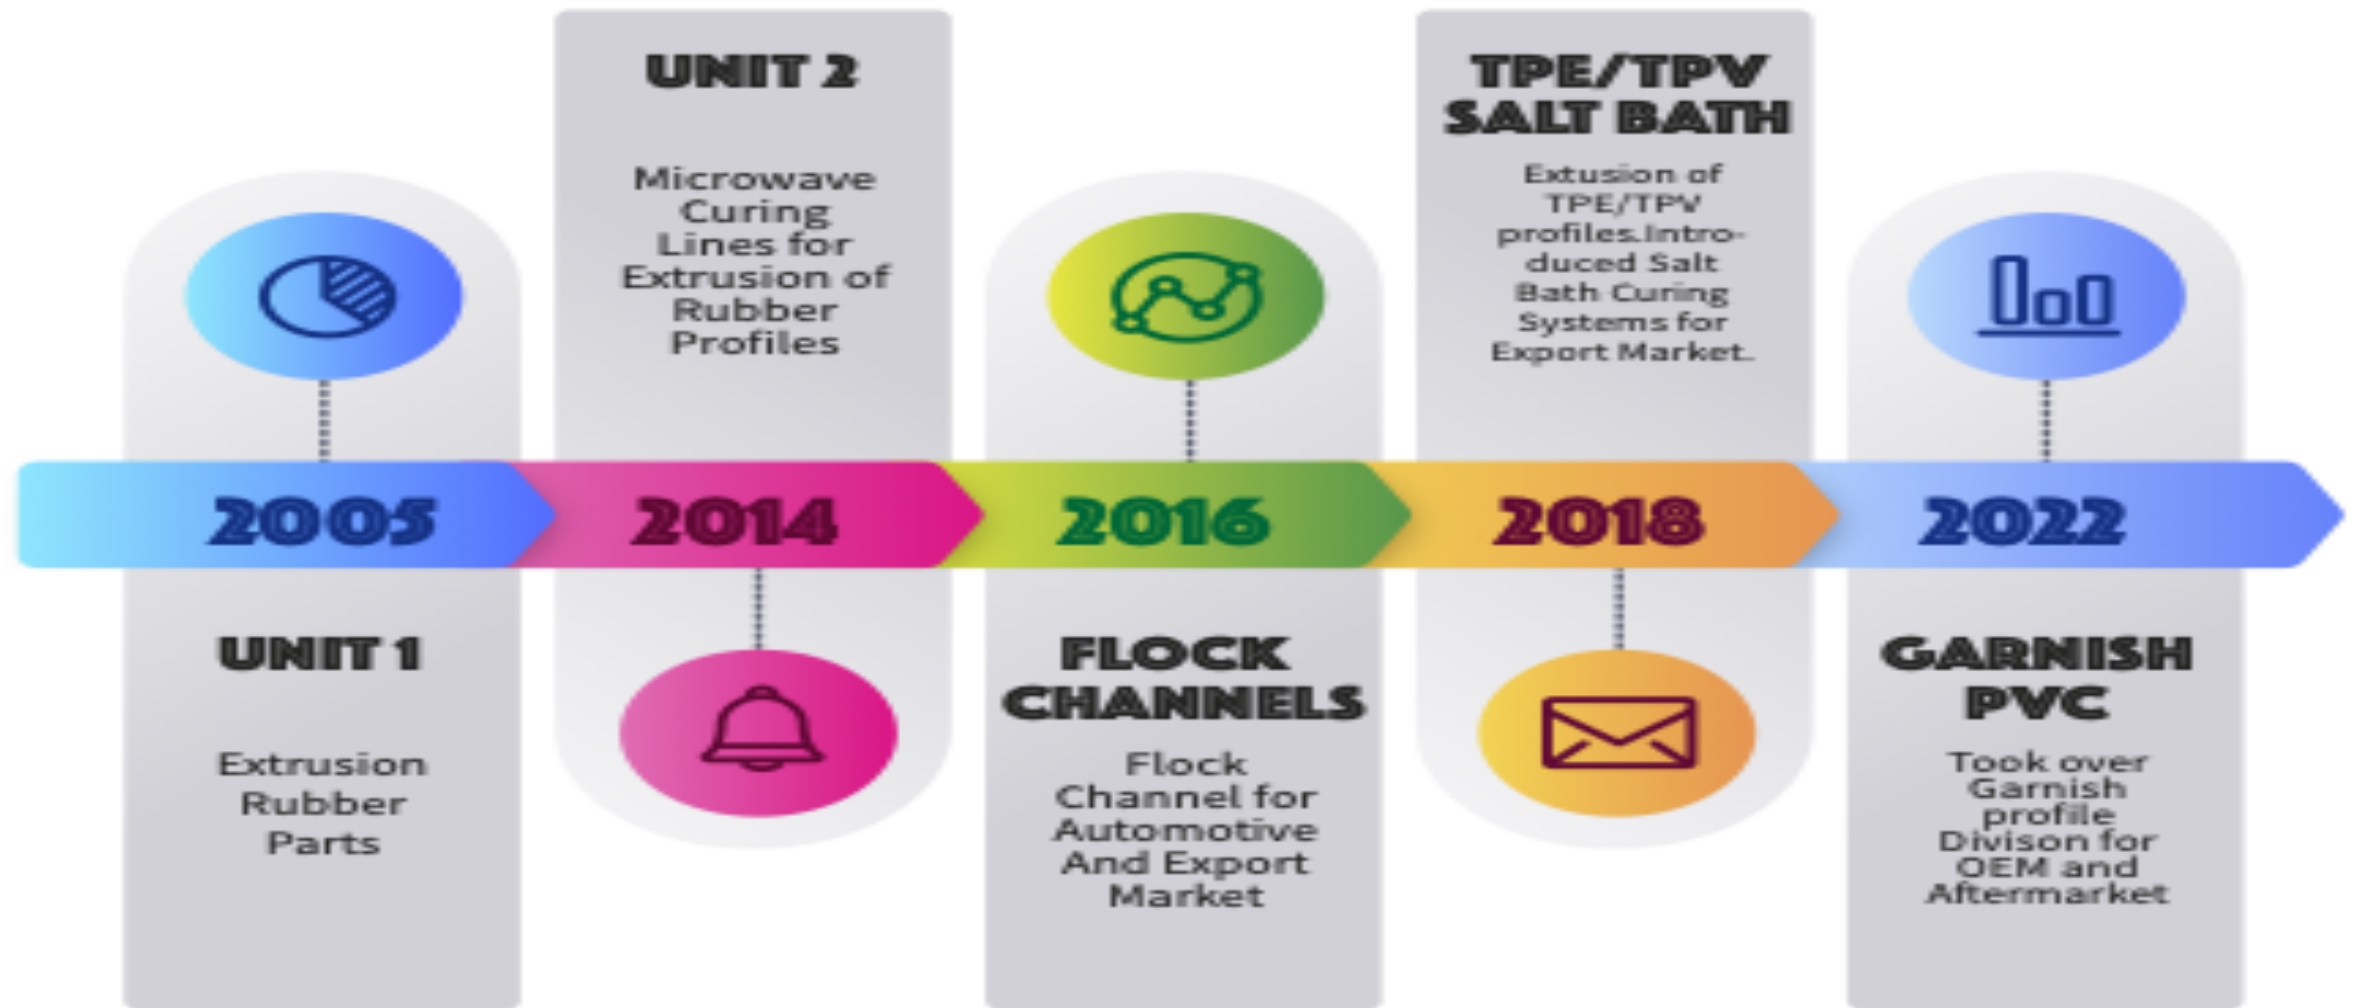 2005
UNIT 1
Extrusion
Rubber
Parts
UNIT 2
Microwave
Curing
Lines for
Extrusion of
Rubber
Profiles
2014
2016
FLOCK
CHANNELS
Flock
Channel for
Automotive
And Export
Market
TPE/TPV
SALT BATH
Extusion of
TPE/TPV
profiles.Intro-
duced Salt
Bath Curing
Systems for
Export Market.
2018
2022
GARNISH
PVC
Took over
Garnish
profile
Divison for
OEM and
Aftermarket